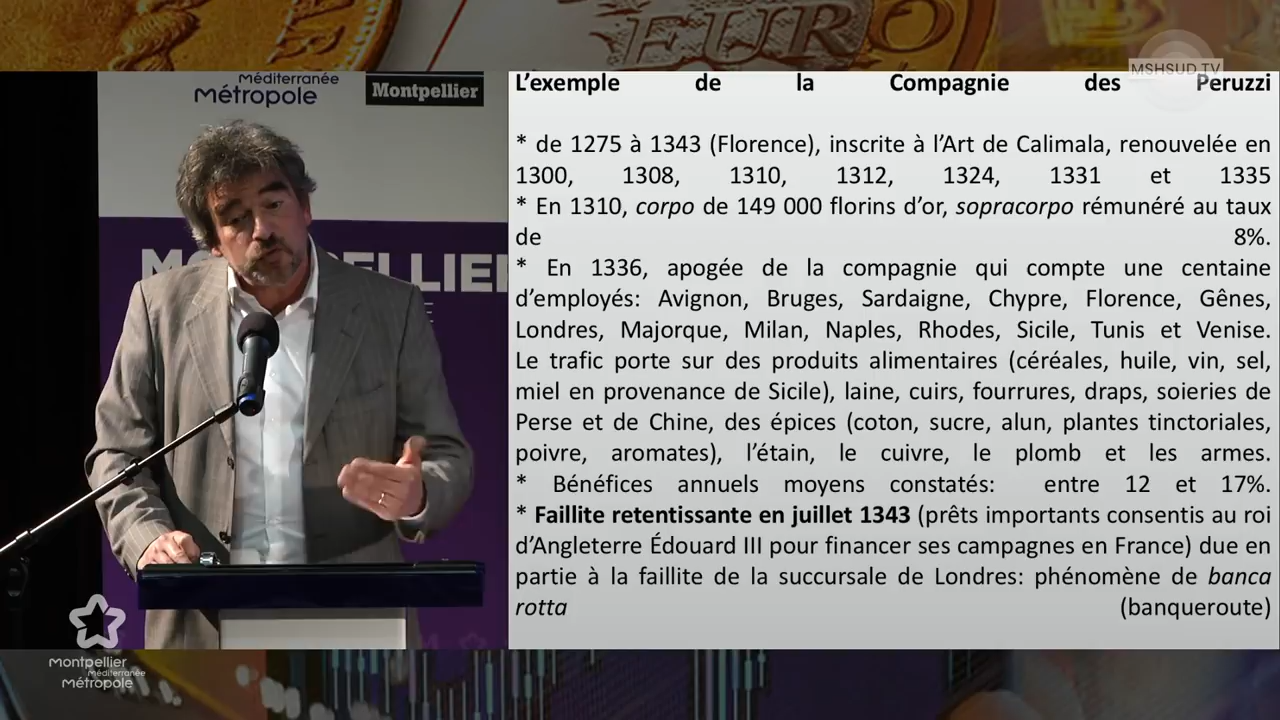 EURO
MSHSUD.TV
Méditerranée
Métropole
Montpellier
L'exemple de la Compagnie des Peruzzi
* de 1275 à 1343 (Florence), inscrite à l'Art de Calimala, renouvelée en
1300, 1308, 1310, 1312, 1324, 1331 et 1335
* En 1310, corpo de 149 000 florins d'or, sopracorpo rémunéré au taux
de 8%.
* En 1336, apogée de la compagnie qui compte une centaine
d'employés: Avignon, Bruges, Sardaigne, Chypre, Florence, Gênes,
Londres, Majorque, Milan, Naples, Rhodes, Sicile, Tunis et Venise.
Le trafic porte sur des produits alimentaires (céréales, huile, vin, sel,
miel en provenance de Sicile), laine, cuirs, fourrures, draps, soieries de
Perse et de Chine, des épices (coton, sucre, alun, plantes tinctoriales,
poivre, aromates), l'étain, le cuivre, le plomb et les armes.
* Bénéfices annuels moyens constatés: entre 12 et 17%.
* Faillite retentissante en juillet 1343 (prêts importants consentis au roi
d'Angleterre Édouard III pour financer ses campagnes en France) due en
partie à la faillite de la succursale de Londres: phénomène de banca
rotta (banqueroute)
montpellier
méditerranée
métropole